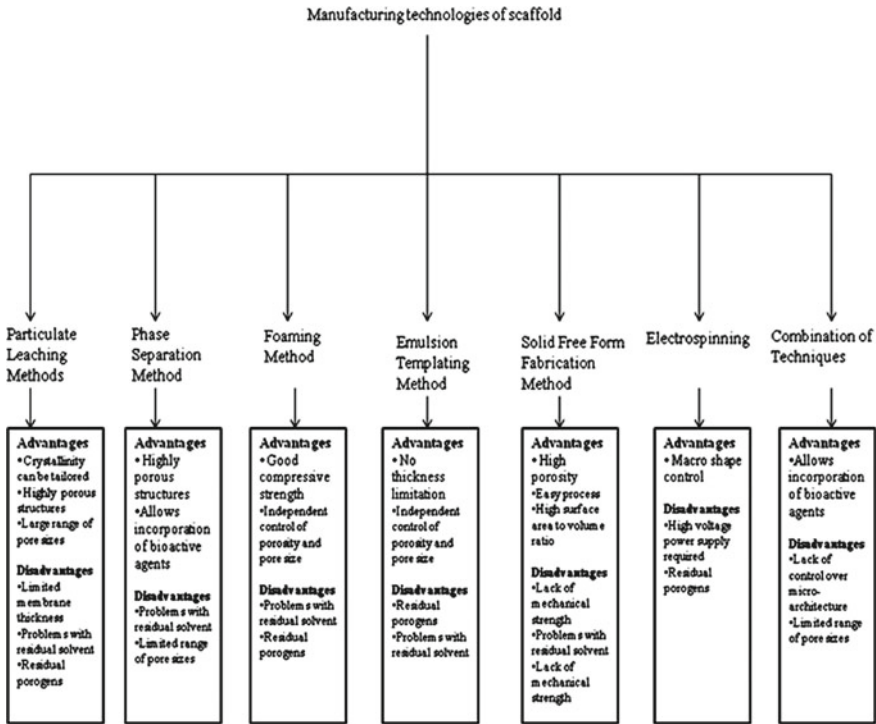 Manufacturing technologies of scaffold
Particulate
Leaching
Methods
Phase
Separation
Method
Foaming
Method
Emulsion
Templating
Method
Solid Free Form
Fabrication
Method
Electrospinning
Combination of
Techniques
Advantages
•Crystallinity
can be tailored
•Highly porous
structures
•Large range of
pore sizes
Disadvantages
•Limited
membrane
thickness
•Problems with
residual solvent
•Residual
porogens
Advantages
•Highly
porous
structures
•Allows
incorporation
of bioactive
agents
Disadvantages
•Problems with
residual solvent
•Limited range
of pore sizes
Advantages
•Good
compressive
strength
•Independent
control of
porosity and
pore size
Disadvantages
•Problems with
residual solvent
•Residual
porogens
Advantages
•No
thickness
limitation
•Independent
control of
porosity and
pore size
Disadvantages
•Residual
porogens
•Problems with
residual solvent
Advantages
•High
porosity
•Easy process
•High surface
area to volume
ratio
Disadvantages
•Lack of
mechanical
strength
•Problems with
residual solvent
•Lack of
mechanical
strength
Advantages
•Macro shape
control
Disadvantages
•High voltage
power supply
required
•Residual
porogens
Advantages
•Allows
incorporation
of bioactive
agents
Disadvantages
•Lack of
control over
micro-
architecture
•Limited range
of pore sizes